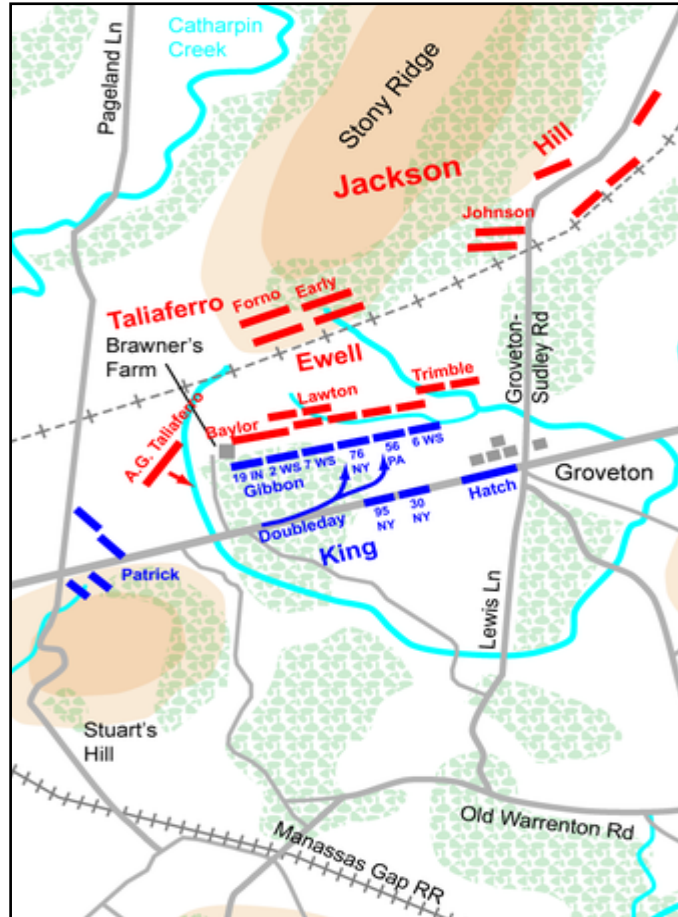 Catharpin
Creek
Pageland Ln
Stony Ridge
Jackson
Hill
Johnson
Taliaferro
Forno
Early
Brawner's
Farm
Ewell
Groveton-
Sudley Rd
Trimble
Lawton
Baylor
A.G. Taliaferro
19 IN
2 WS
7 WS
76
NY
56
PA
6 WS
Gibbon
Groveton
Doubleday
95
NY
30
NY
Hatch
King
Patrick
Lewis Ln
Stuart's
Hill
Old Warrenton Rd
Manassas Gap RR